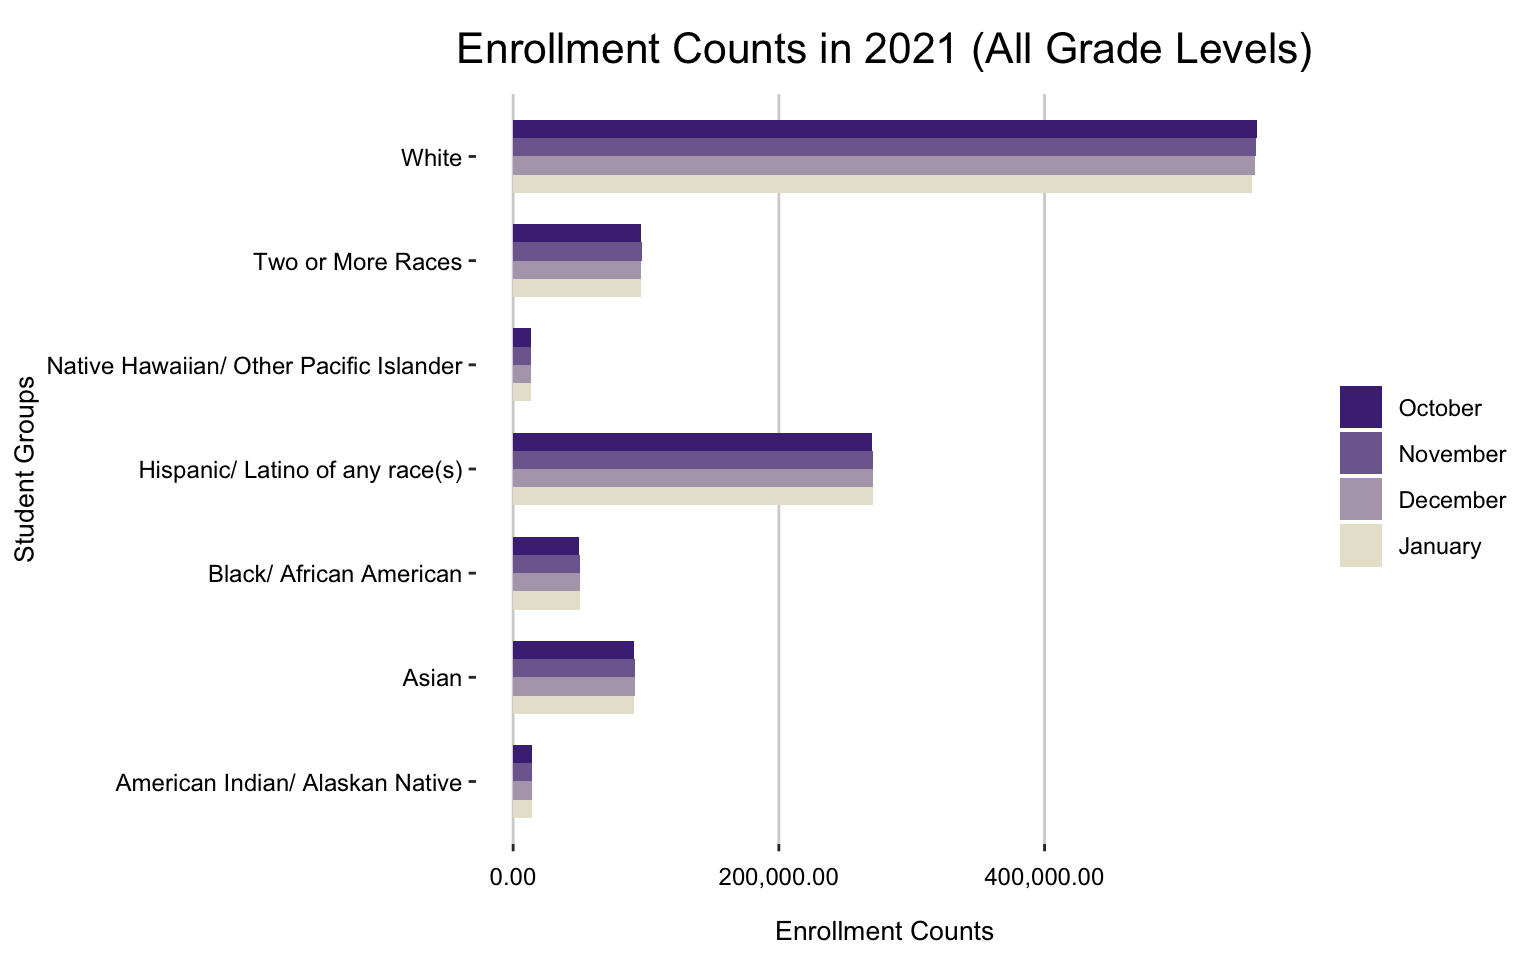 Enrollment Counts in 2021 (All Grade Levels)
White
Two or More Races
Native Hawaiian/ Other Pacific Islander
Hispanic/ Latino of any race(s)
Black/ African American
Asian
American Indian/ Alaskan Native
Student Groups
0.00
200,000.00
400,000.00
Enrollment Counts
October
November
December
January